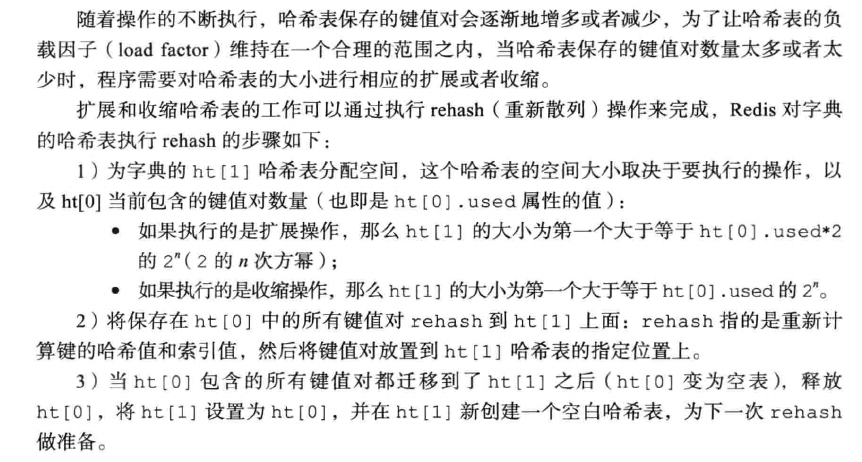 随着操作的不断执行，哈希表保存的键值对会逐渐地增多或者减少，为了让哈希表的负
载因子（load factor）维持在一个合理的范围之内，当哈希表保存的键值对数量太多或者太
少时，程序需要对哈希表的大小进行相应的扩展或者收缩。
扩展和收缩哈希表的工作可以通过执行 rehash（重新散列）操作来完成，Redis 对字典
的哈希表执行 rehash 的步骤如下：
1）为字典的 ht[1] 哈希表分配空间，这个哈希表的空间大小取决于要执行的操作，以
及 ht[0] 当前包含的键值对数量（也即是 ht[0].used 属性的值）：
• 如果执行的是扩展操作，那么 ht[1] 的大小为第一个大于等于 ht[0].used*2
的 2ⁿ（2 的 n 次方幂）；
• 如果执行的是收缩操作，那么 ht[1] 的大小为第一个大于等于 ht[0].used 的 2ⁿ。
2）将保存在 ht[0] 中的所有键值对 rehash 到 ht[1] 上面：rehash 指的是重新计
算键的哈希值和索引值，然后将键值对放置到 ht[1] 哈希表的指定位置上。
3）当 ht[0] 包含的所有键值对都迁移到了 ht[1] 之后（ht[0] 变为空表），释放
ht[0]，将 ht[1] 设置为 ht[0]，并在 ht[1] 新创建一个空白哈希表，为下一次 rehash
做准备。